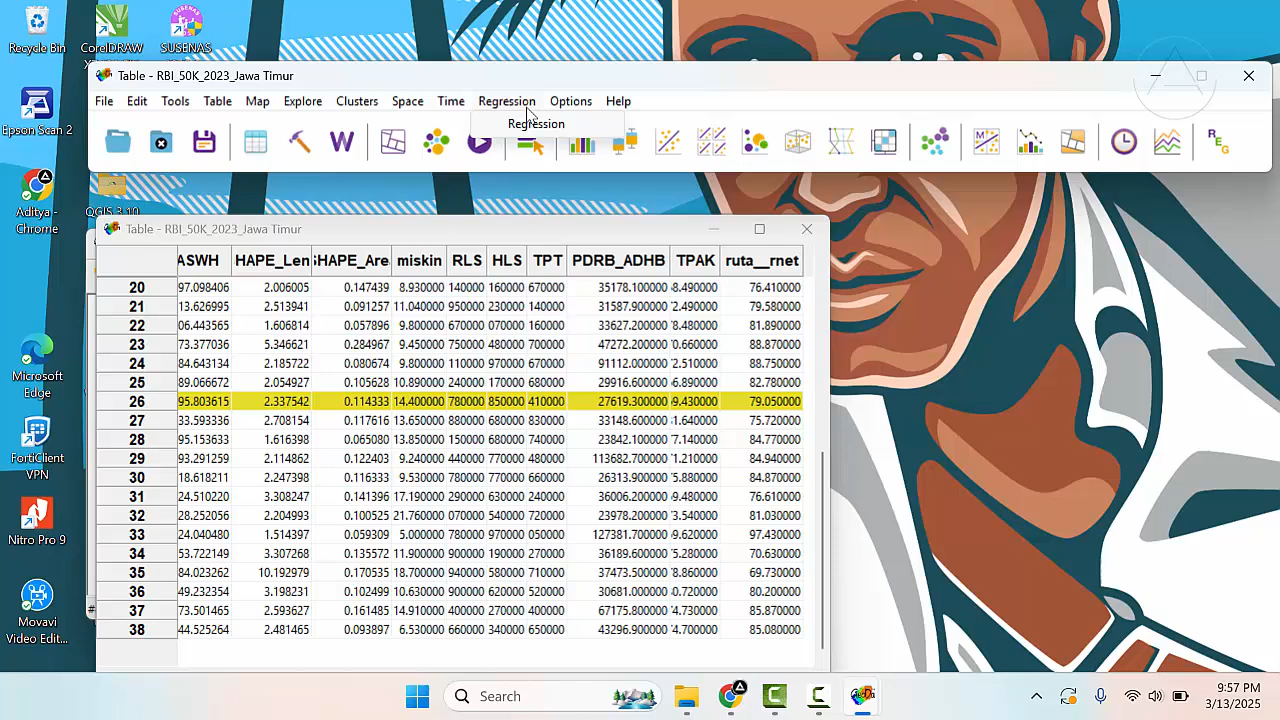 Recycle Bin
CorelDRAW
SUSENAS
Epson Scan 2
Aditya -
Chrome
QGIS 3.10
Microsoft
Edge
FortiClient
VPN
Nitro Pro 9
Movavi
Video Edit...
Table - RBI_50K_2023_Jawa Timur
File Edit Tools Table Map Explore Clusters Space Time Regression Options Help
Regression
W
REG
Table - RBI_50K_2023_Jawa Timur
ASWH HAPE_Len SHAPE_Are miskin RLS HLS TPT PDRB_ADHB TPAK ruta__rnet
20 97.098406 2.006005 0.147439 8.930000 140000 160000 670000 35178.100000 8.490000 76.410000
21 13.626995 2.513941 0.091257 11.040000 950000 230000 140000 31587.900000 2.490000 79.580000
22 06.443565 1.606814 0.057896 9.800000 670000 070000 160000 33627.200000 8.480000 81.890000
23 73.377036 5.346621 0.284967 9.450000 750000 480000 700000 47272.200000 0.660000 88.870000
24 84.643134 2.185722 0.080674 9.800000 110000 970000 670000 91112.000000 2.510000 88.750000
25 89.066672 2.054927 0.105628 10.890000 240000 170000 680000 29916.600000 6.890000 82.780000
26 95.803615 2.337542 0.114333 14.400000 780000 850000 410000 27619.300000 9.430000 79.050000
27 33.593336 2.708154 0.117616 13.650000 880000 680000 830000 33148.600000 1.640000 75.720000
28 95.153633 1.616398 0.065080 13.850000 150000 680000 740000 23842.100000 7.140000 84.770000
29 93.291259 2.114862 0.122403 9.240000 440000 770000 480000 113682.700000 1.210000 84.940000
30 18.618211 2.247398 0.116333 9.530000 780000 770000 660000 26313.900000 5.880000 84.870000
31 24.510220 3.308247 0.141396 17.190000 290000 630000 240000 36006.200000 9.480000 76.610000
32 28.252056 2.204993 0.100525 21.760000 070000 540000 720000 23978.200000 3.540000 81.030000
33 24.040480 1.514397 0.059309 5.000000 780000 970000 050000 127381.700000 9.620000 97.430000
34 53.722149 3.307268 0.135572 11.900000 900000 190000 270000 36189.600000 5.280000 70.630000
35 84.023262 10.192979 0.170535 18.700000 940000 580000 710000 37473.500000 8.860000 69.730000
36 49.232354 3.198231 0.102499 10.630000 900000 620000 520000 30681.000000 0.720000 80.200000
37 73.501465 2.593627 0.161485 14.910000 400000 270000 400000 67175.800000 4.730000 85.870000
38 44.525264 2.481465 0.093897 6.530000 660000 340000 650000 43296.900000 4.700000 85.080000
Search
9:57 PM
3/13/2025